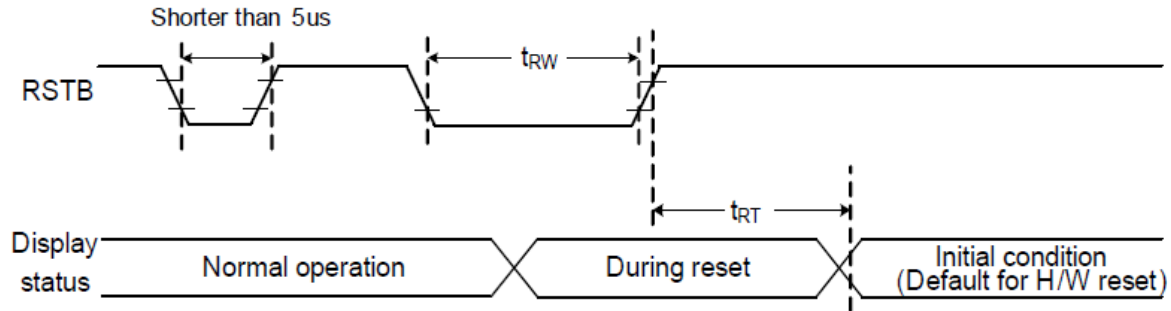 Shorter than 5us
RSTB
tRW
tRT
Display
status
Normal operation
During reset
Initial condition
(Default for H/W reset)